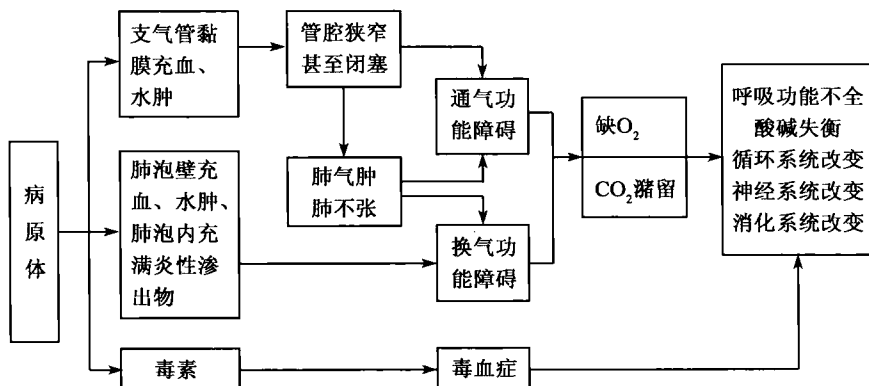 病
原
体
支气管黏
膜充血、
水肿
管腔狭窄
甚至闭塞
通气功
能障碍
肺气肿
肺不张
肺泡壁充
血、水肿、
肺泡内充
满炎性渗
出物
换气功
能障碍
缺O₂
CO₂潴留
呼吸功能不全
酸碱失衡
循环系统改变
神经系统改变
消化系统改变
毒素
毒血症